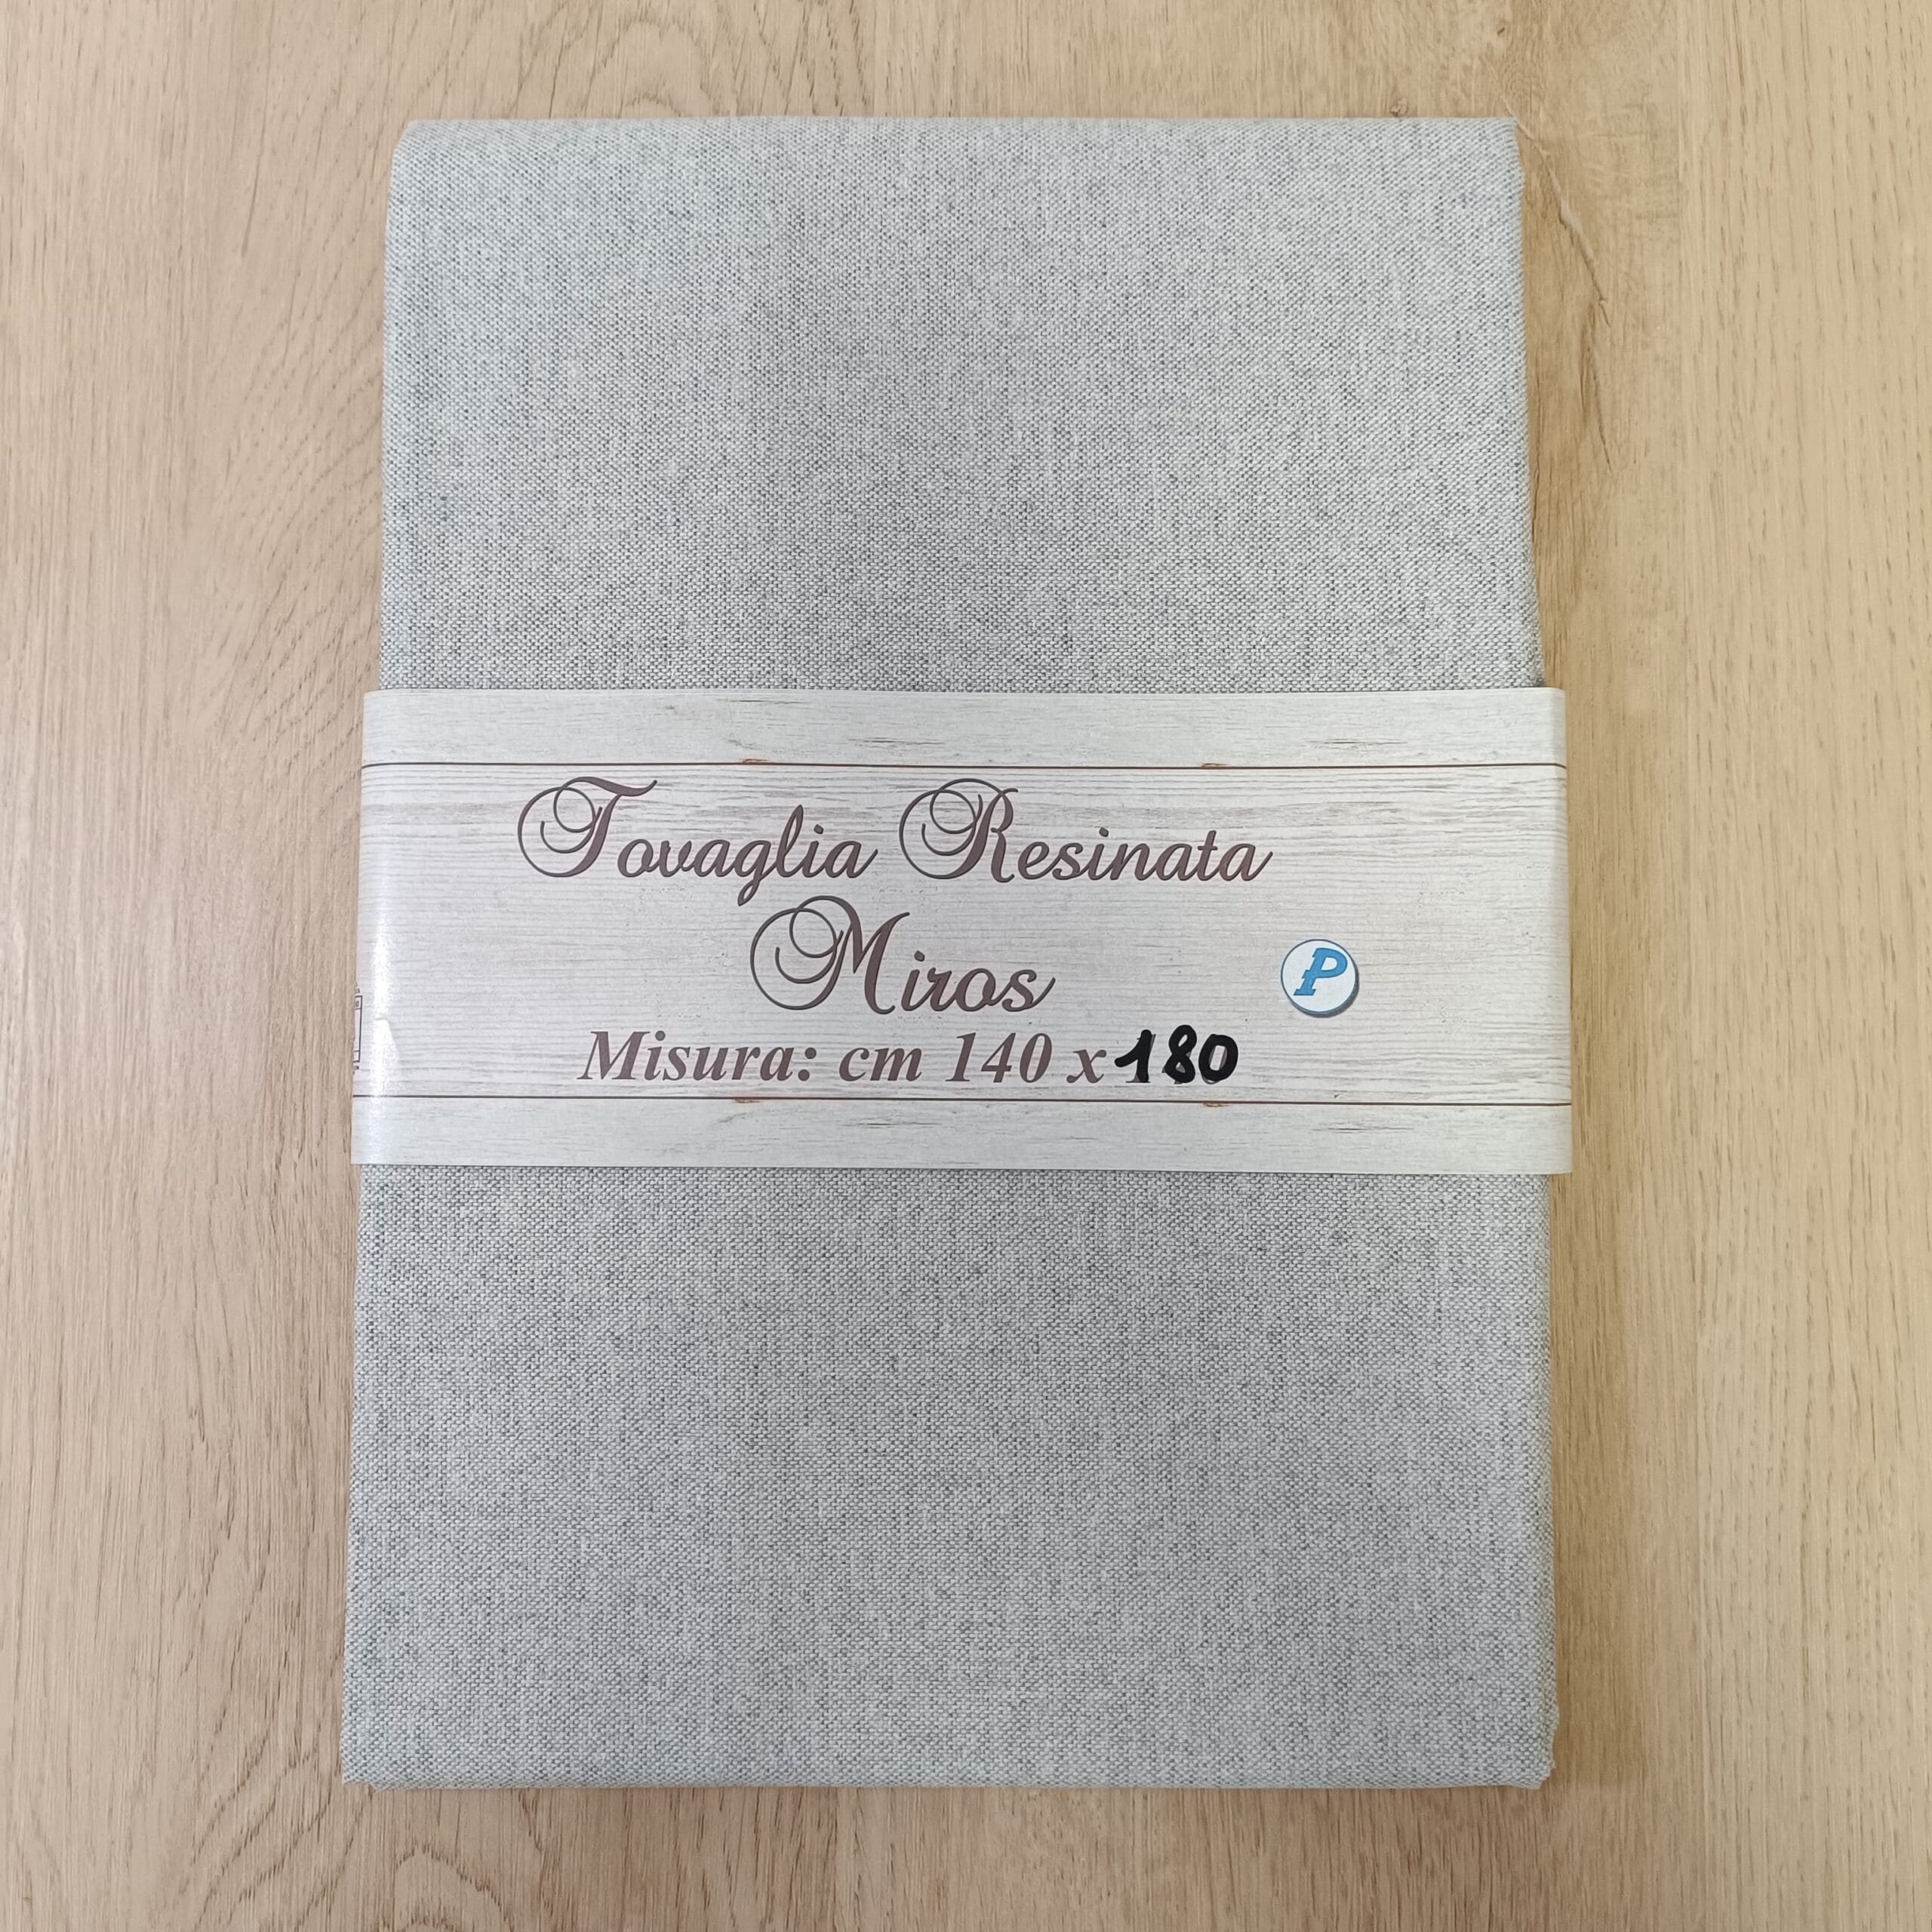 Tovaglia Resinata
Miros
P
Misura: cm 140 x 180